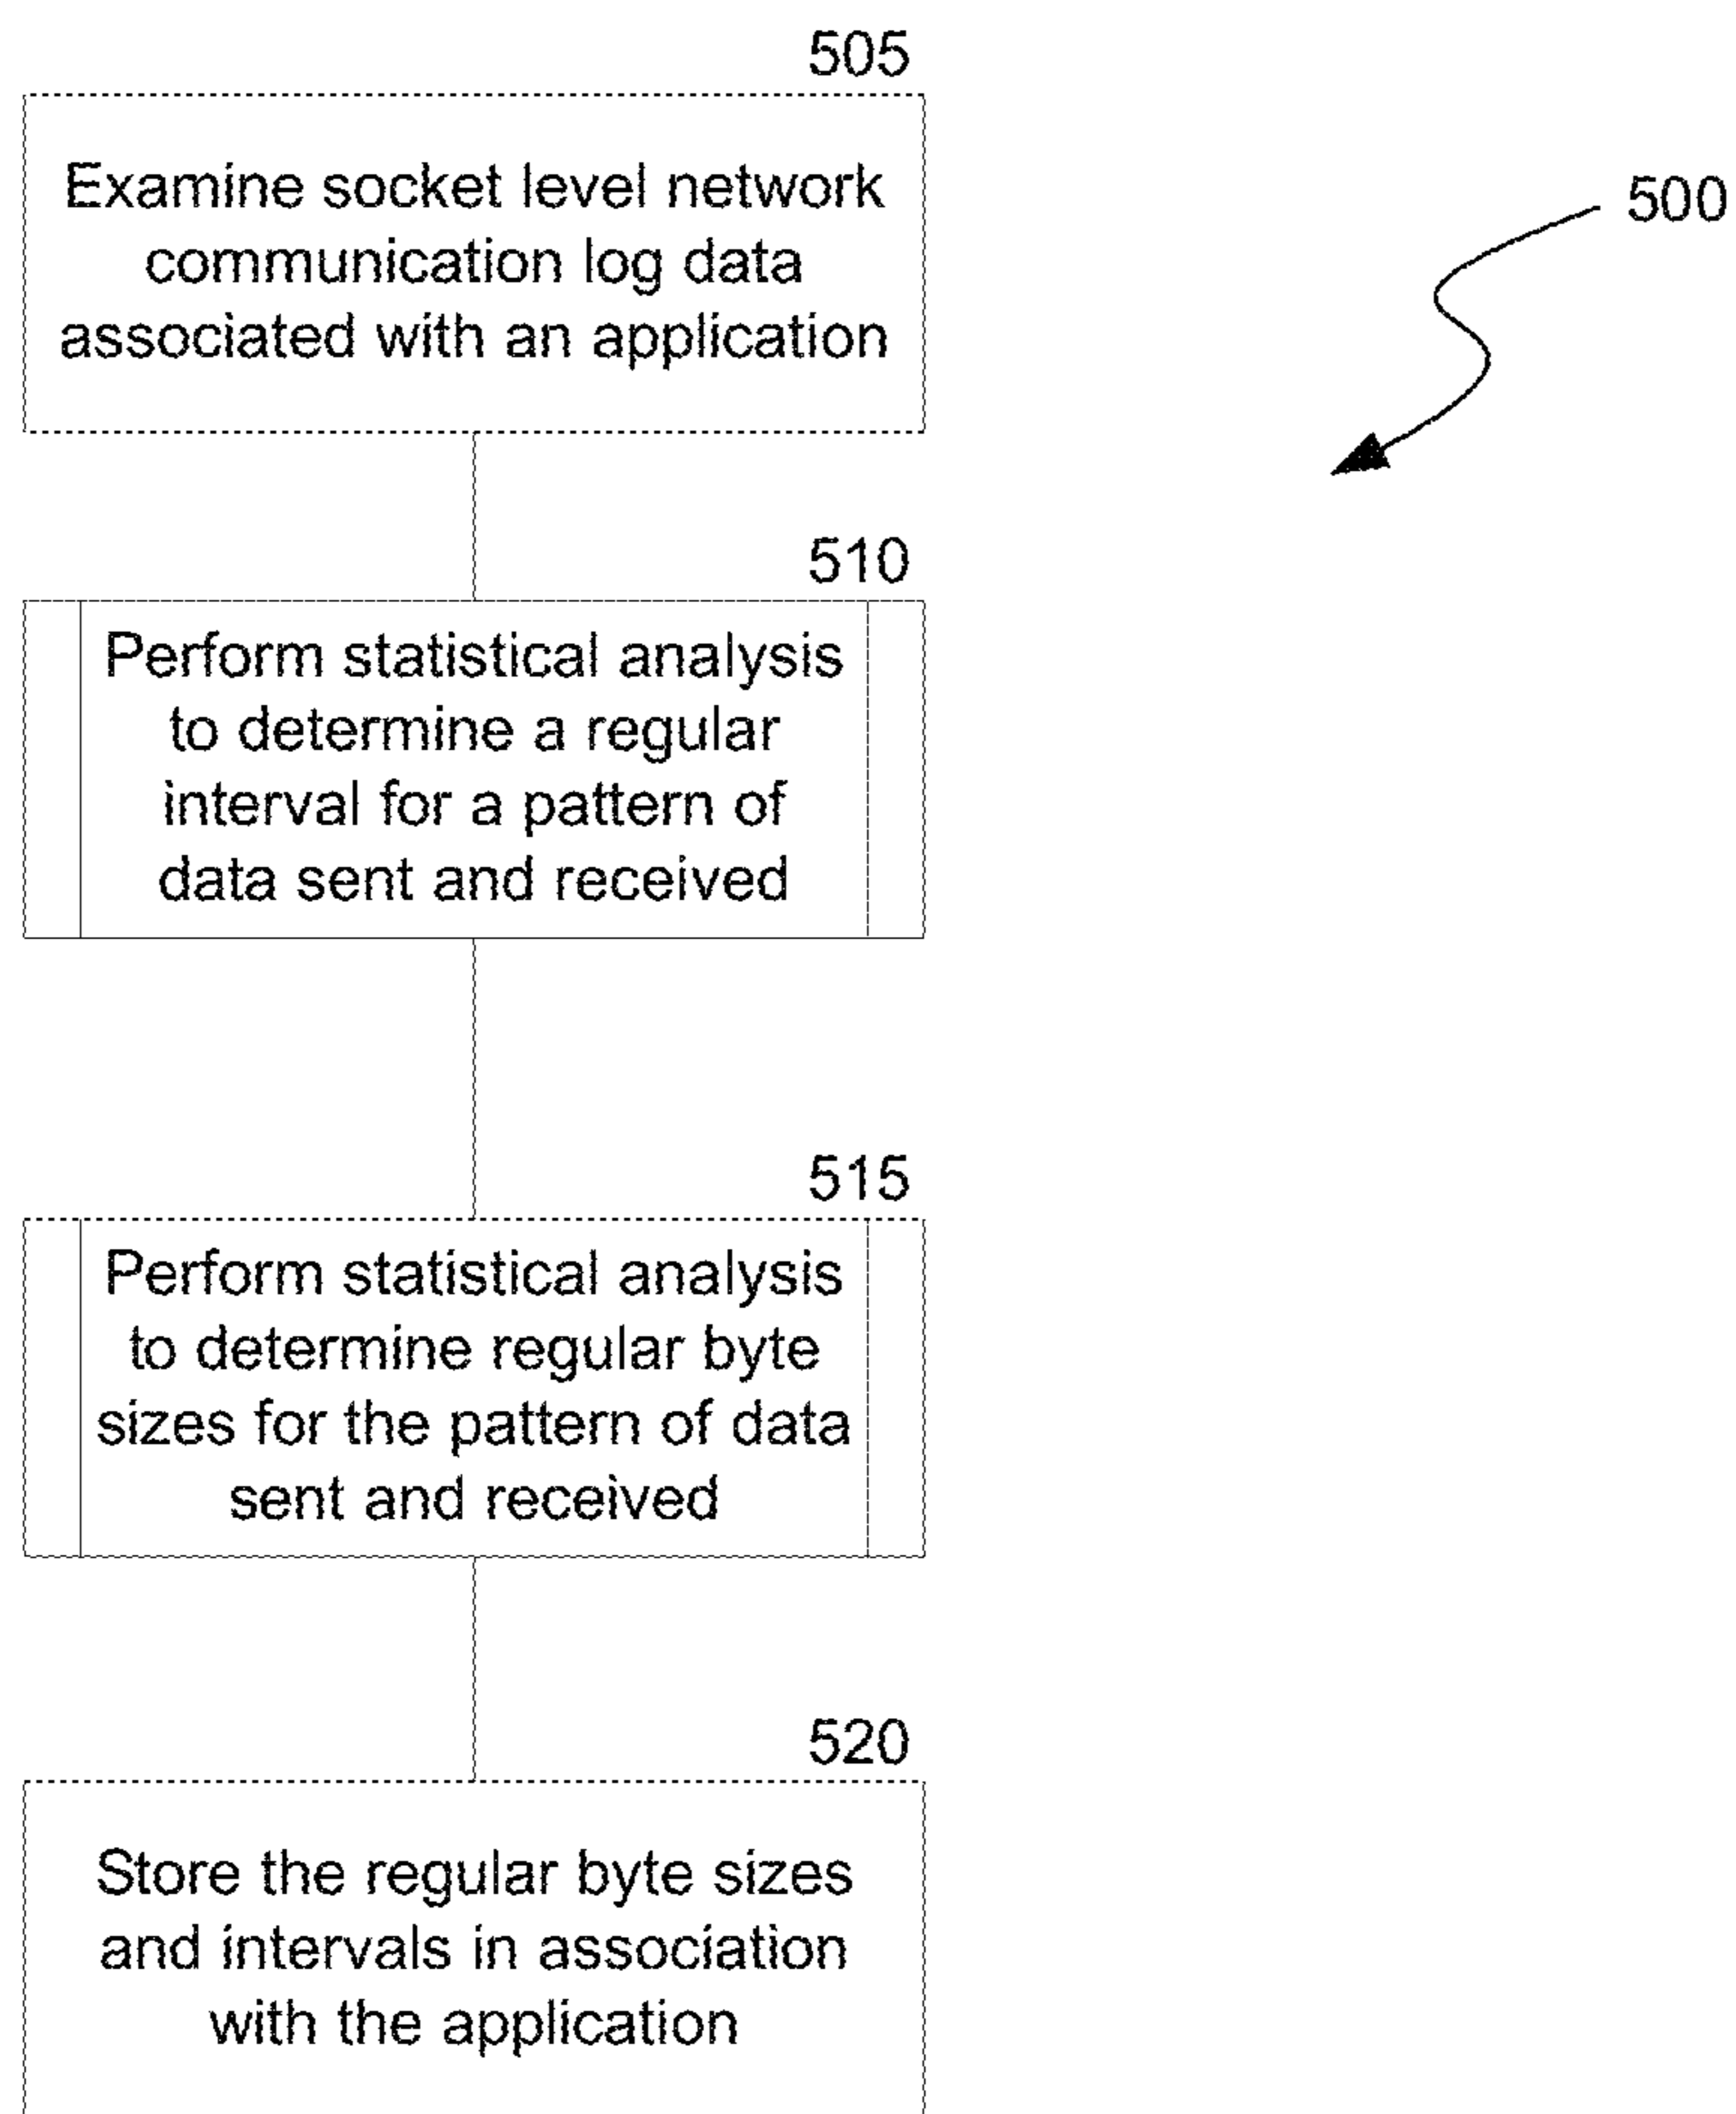 505
Examine socket level network
communication log data
associated with an application
500
510
Perform statistical analysis
to determine a regular
interval for a pattern of
data sent and received
515
Perform statistical analysis
to determine regular byte
sizes for the pattern of data
sent and received
520
Store the regular byte sizes
and intervals in association
with the application